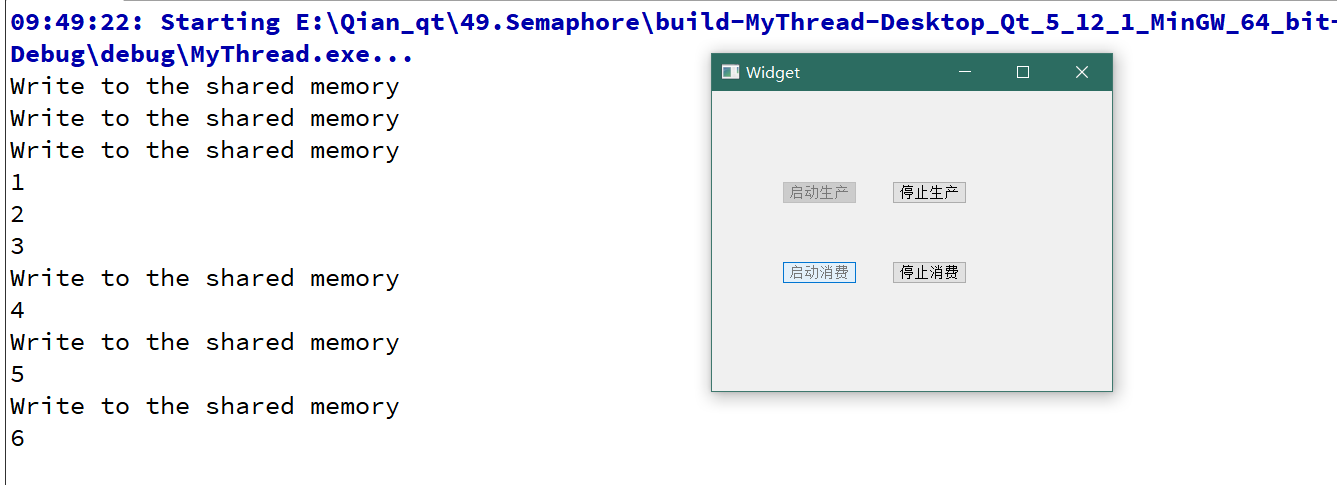 09:49:22: Starting E:\Qian_qt\49.Semaphore\build-MyThread-Desktop_Qt_5_12_1_MinGW_64_bit-
Debug\debug\MyThread.exe...
Write to the shared memory
Write to the shared memory
Write to the shared memory
1
2
3
Write to the shared memory
4
Write to the shared memory
5
Write to the shared memory
6
Widget
启动生产 停止生产
启动消费 停止消费